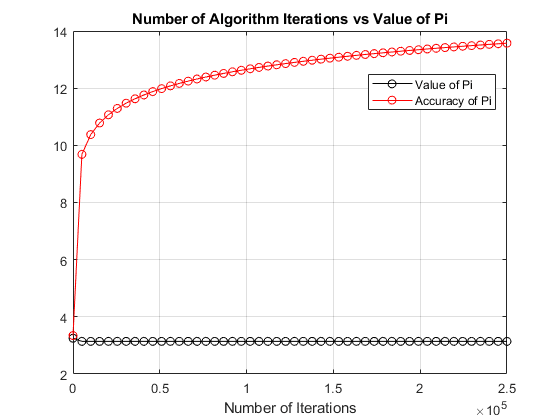 Number of Algorithm Iterations vs Value of Pi
14
12
10
8
6
4
2
Value of Pi
Accuracy of Pi
0 0.5 1 1.5 2 2.5
×10^5
Number of Iterations